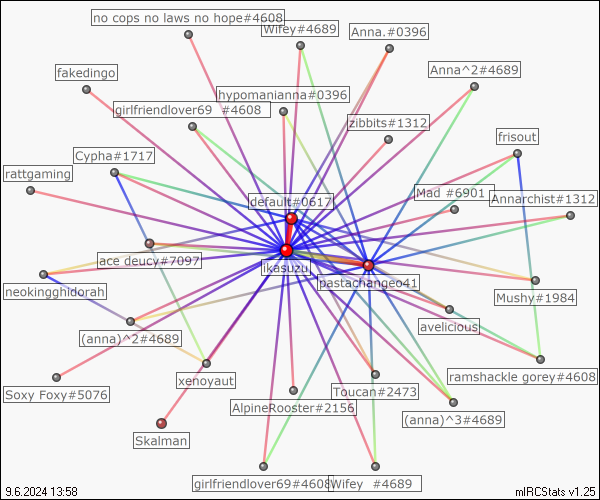 no cops no laws no hope#4608
Wifey#4689
Anna.#0396
fakedingo
Anna^2#4689
hypomanianna#0396
girlfriendlover69 #4608
zibbits#1312
frisout
Cypha#1717
rattgaming
default#0617
Mad #6901
Annarchist#1312
ace_deucy#7097
ikasuzu
pastachangeo41
neokingghidorah
Mushy#1984
avelicious
(anna)^2#4689
xenoyaut
ramshackle gorey#4608
Soxy Foxy#5076
Toucan#2473
AlpineRooster#2156
(anna)^3#4689
Skalman
girlfriendlover69#4608
Wifey #4689
9.6.2024 13:58
mIRCStats v1.25